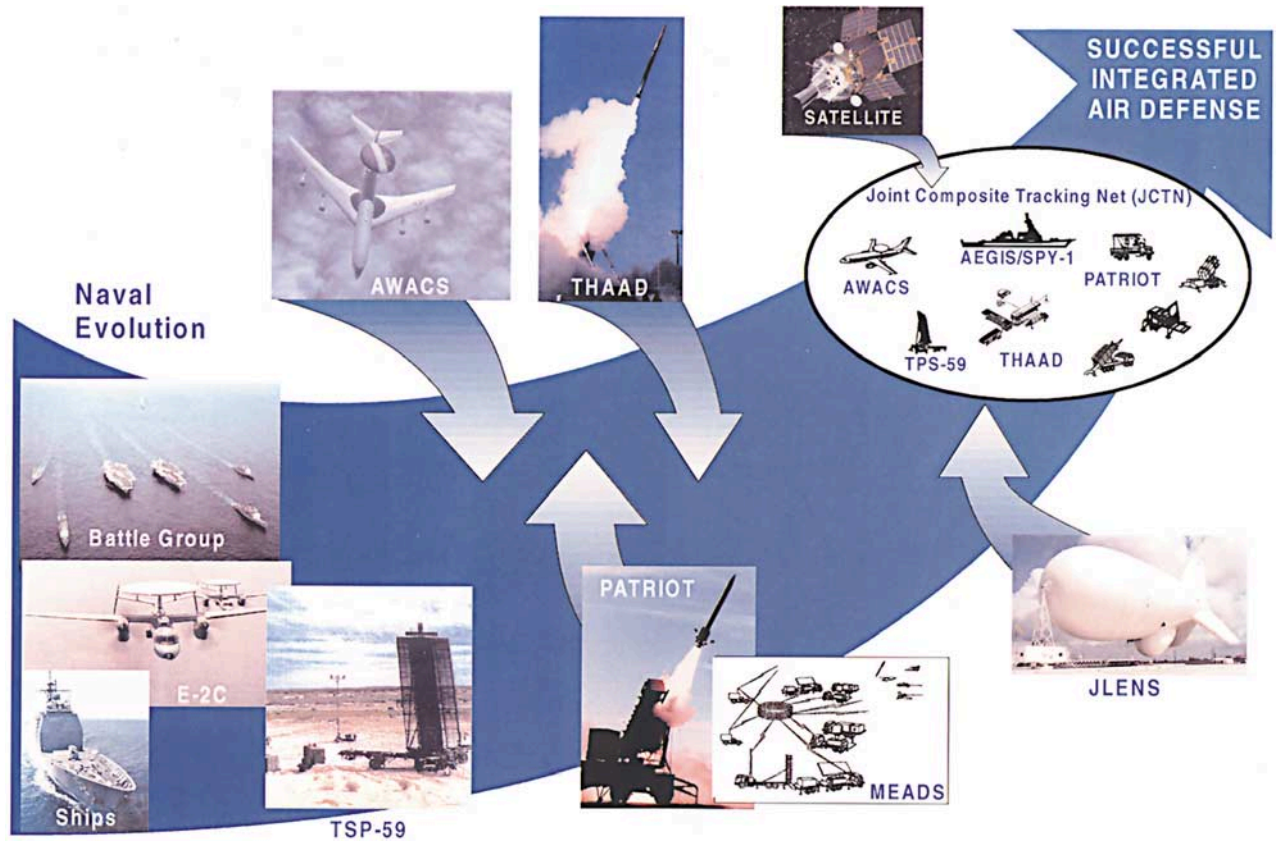 SUCCESSFUL
INTEGRATED
AIR DEFENSE
SATELLITE
Joint Composite Tracking Net (JCTN)
AEGIS/SPY-1
AWACS
PATRIOT
TPS-59
THAAD
AWACS
THAAD
Naval
Evolution
Battle Group
E-2C
Ships
TSP-59
PATRIOT
MEADS
JLENS